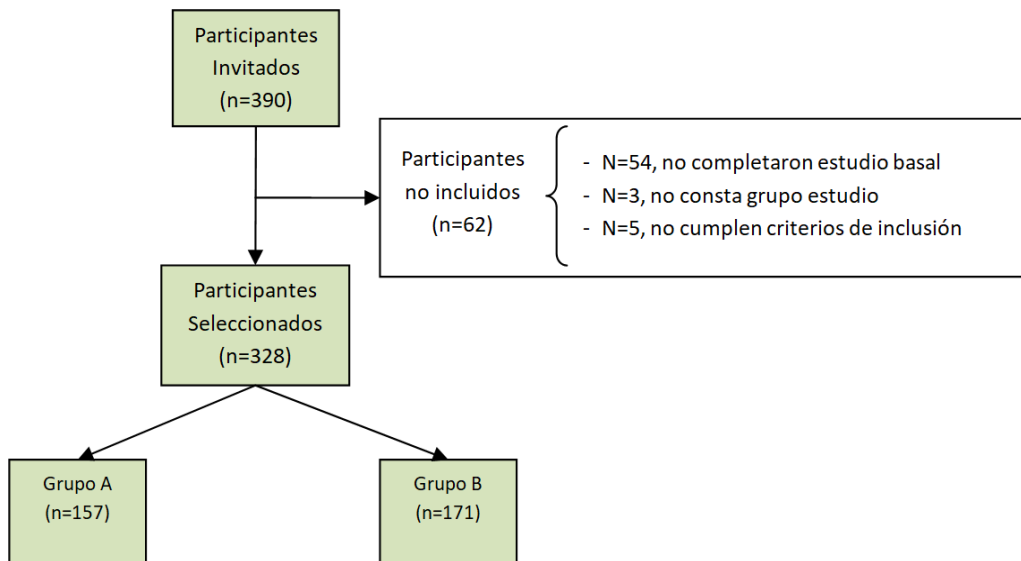 Participantes
Invitados
(n=390)
Participantes
no incluidos
(n=62)
- N=54, no completaron estudio basal
- N=3, no consta grupo estudio
- N=5, no cumplen criterios de inclusión
Participantes
Seleccionados
(n=328)
Grupo A
(n=157)
Grupo B
(n=171)